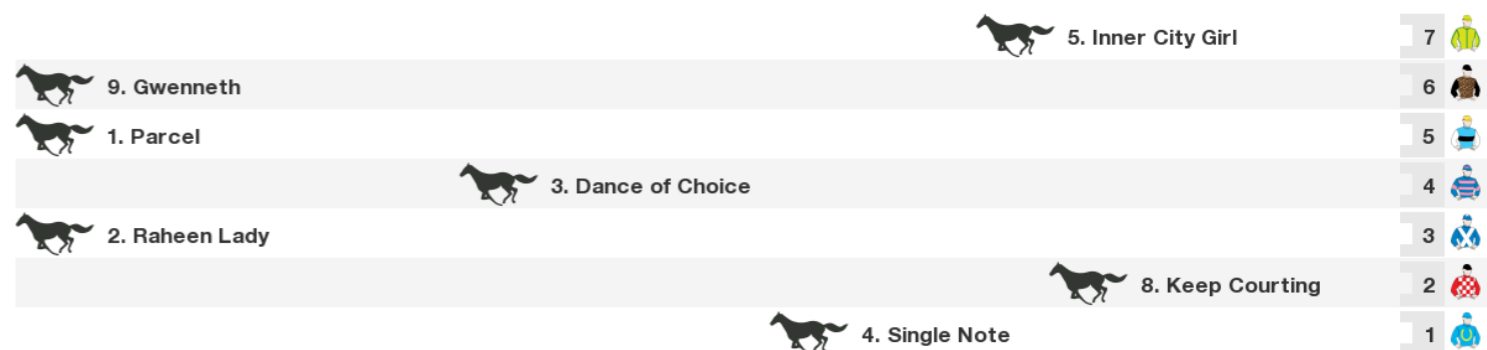 5. Inner City Girl 7
9. Gwenneth 6
1. Parcel 5
3. Dance of Choice 4
2. Raheen Lady 3
8. Keep Courting 2
4. Single Note 1